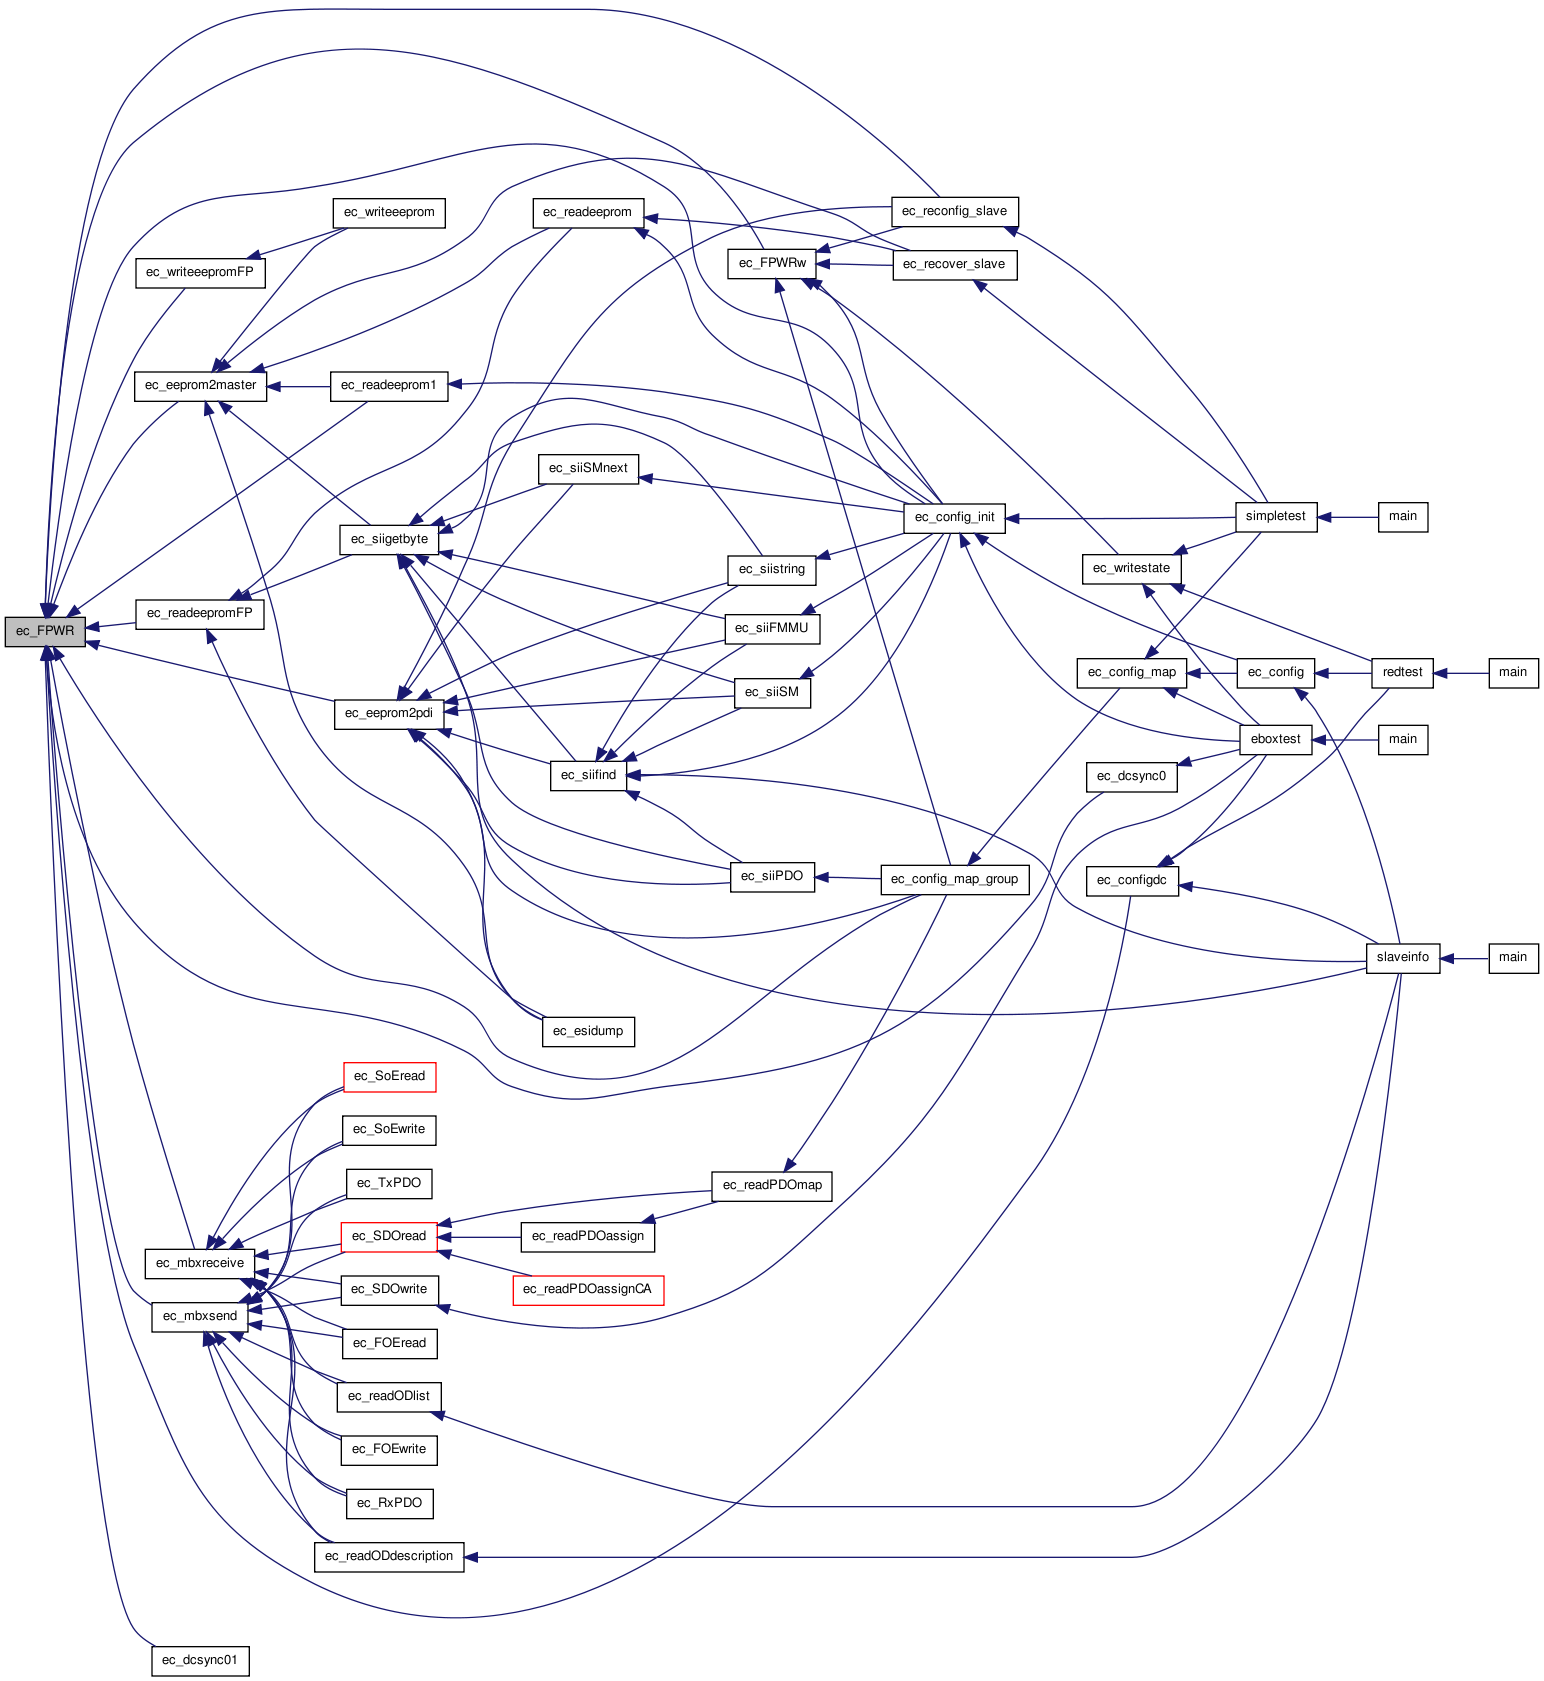 ec_FPWR
ec_writeeepromFP
ec_eeprom2master
ec_readeepromFP
ec_mbxreceive
ec_mbxsend
ec_dcsync01
ec_writeeeprom
ec_readeeprom1
ec_siigetbyte
ec_eeprom2pdi
ec_SoEread
ec_SoEwrite
ec_TxPDO
ec_SDOread
ec_SDOwrite
ec_FOEread
ec_readODlist
ec_FOEwrite
ec_RxPDO
ec_readODdescription
ec_readeeprom
ec_siiSMnext
ec_siifind
ec_esidump
ec_readPDOassign
ec_readPDOassignCA
ec_FPWRw
ec_siistring
ec_siiFMMU
ec_siiSM
ec_siiPDO
ec_readPDOmap
ec_reconfig_slave
ec_recover_slave
ec_config_init
ec_config_map_group
ec_writestate
ec_config_map
ec_dcsync0
ec_configdc
simpletest
ec_config
eboxtest
main
redtest
main
slaveinfo
main
main